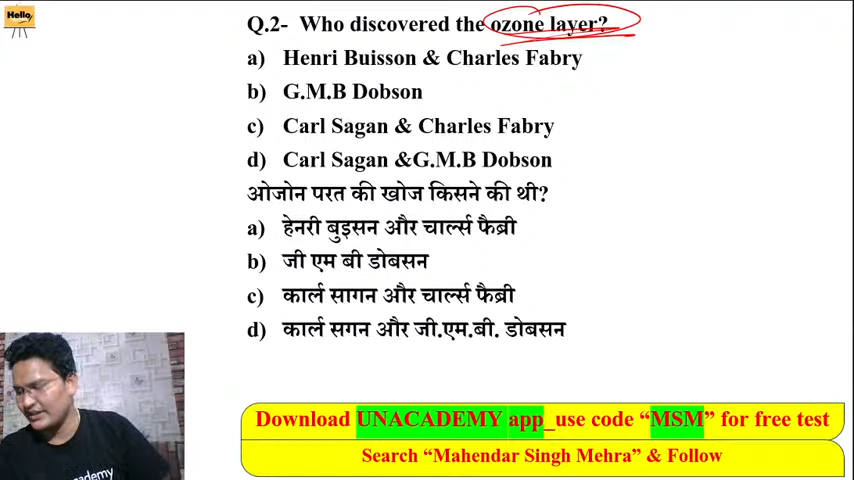 Hello
Q.2- Who discovered the ozone layer?
a) Henri Buisson & Charles Fabry
b) G.M.B Dobson
c) Carl Sagan & Charles Fabry
d) Carl Sagan &G.M.B Dobson
ओजोन परत की खोज किसने की थी?
a) हेनरी बुइसन और चार्ल्स फैब्री
b) जी एम बी डोबसन
c) कार्ल सागन और चार्ल्स फैब्री
d) कार्ल सगन और जी.एम.बी. डोबसन
Download UNACADEMY app_use code “MSM” for free test
Search “Mahendar Singh Mehra” & Follow